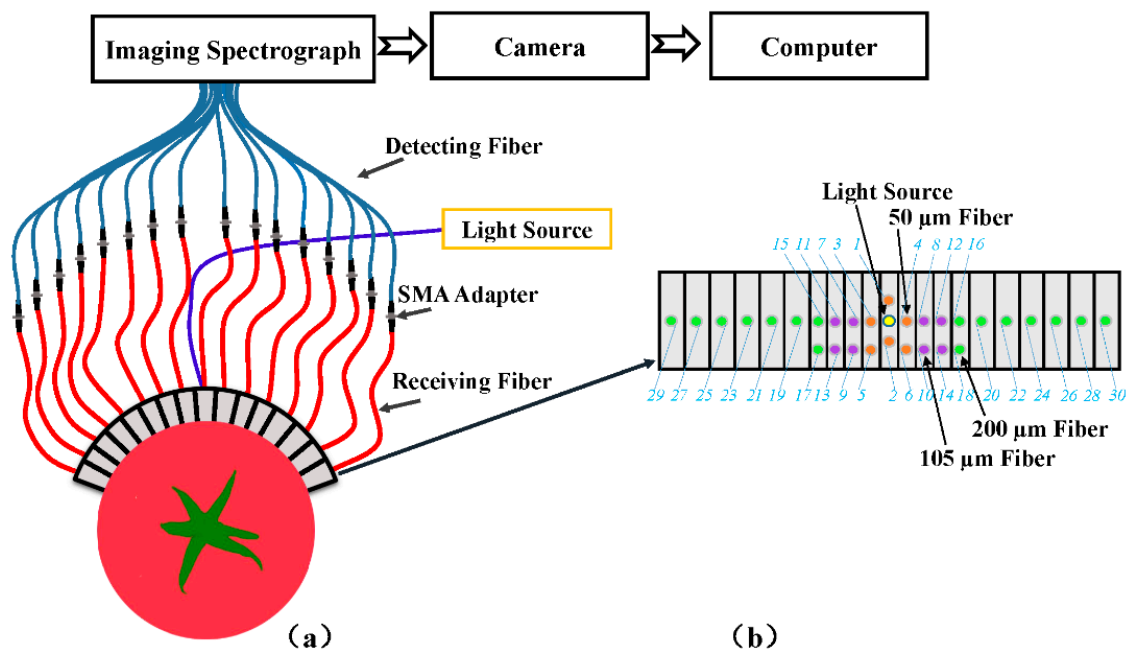 Imaging Spectrograph
Camera
Computer
Detecting Fiber
Light Source
SMA Adapter
Receiving Fiber
Light Source
50 μm Fiber
15 11 7 3 1 4 8 12 16
29 27 25 23 21 19 17 13 9 5 2 6 10 14 18 20 22 24 26 28 30
200 μm Fiber
105 μm Fiber
(a)
(b)